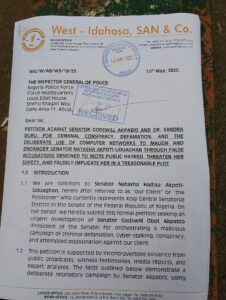 West - Idahosa, SAN & Co.
ABUJA OFFICE:
15th May, 2025
THE INSPECTOR GENERAL OF POLICE
Nigeria Police Force
Force Headquarters
Louis Edet House
Shehu Shagari Way,
Garki Area 11, Abuja.
RECEIVED
Dear Sir,
PETITION AGAINST SENATOR GODSWILL AKPABIO AND DR. SANDRA
DURU FOR CRIMINAL CONSPIRACY, DEFAMATION, AND THE
DELIBERATE USE OF COMPUTER NETWORKS TO MALIGN AND
ENDANGER SENATOR NATASHA AKPOTI-UDUAGHAN THROUGH FALSE
ACCUSATIONS DESIGNED TO INCITE PUBLIC HATRED, THREATEN HER
SAFETY, AND FALSELY IMPLICATE HER IN A TREASONABLE PLOT
1.0 INTRODUCTION
1.1 We are solicitors to Senator Natasha Hadiza Akpoti-
Uduaghan, herein after referred to as "our Client" or "the
Petitioner" who currently represents Kogi Central Senatorial
District in the Senate of the Federal Republic of Nigeria. On
her behalf we hereby submit this formal petition seeking an
urgent investigation of Senator Godswill Obot Akpabio
(President of the Senate) for orchestrating a malicious
campaign of criminal defamation, cyber-stalking, conspiracy,
and attempted assassination against our client.
1.2 This petition is supported by incontrovertible evidence from
public broadcasts, witness testimonies, media reports, and
expert analyses. The facts outlined below demonstrate a
deliberate retaliatory campaign by Senator Akpabio, using